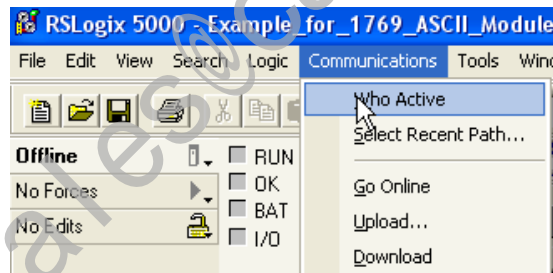 RSLogix 5000 - Example_for_1769_ASCII_Module
File Edit View Search Logic Communications Tools
Who Active
Select Recent Path...
Offline
RUN
No Forces
OK
Go Online
BAT
Upload...
No Edits
I/O
Download